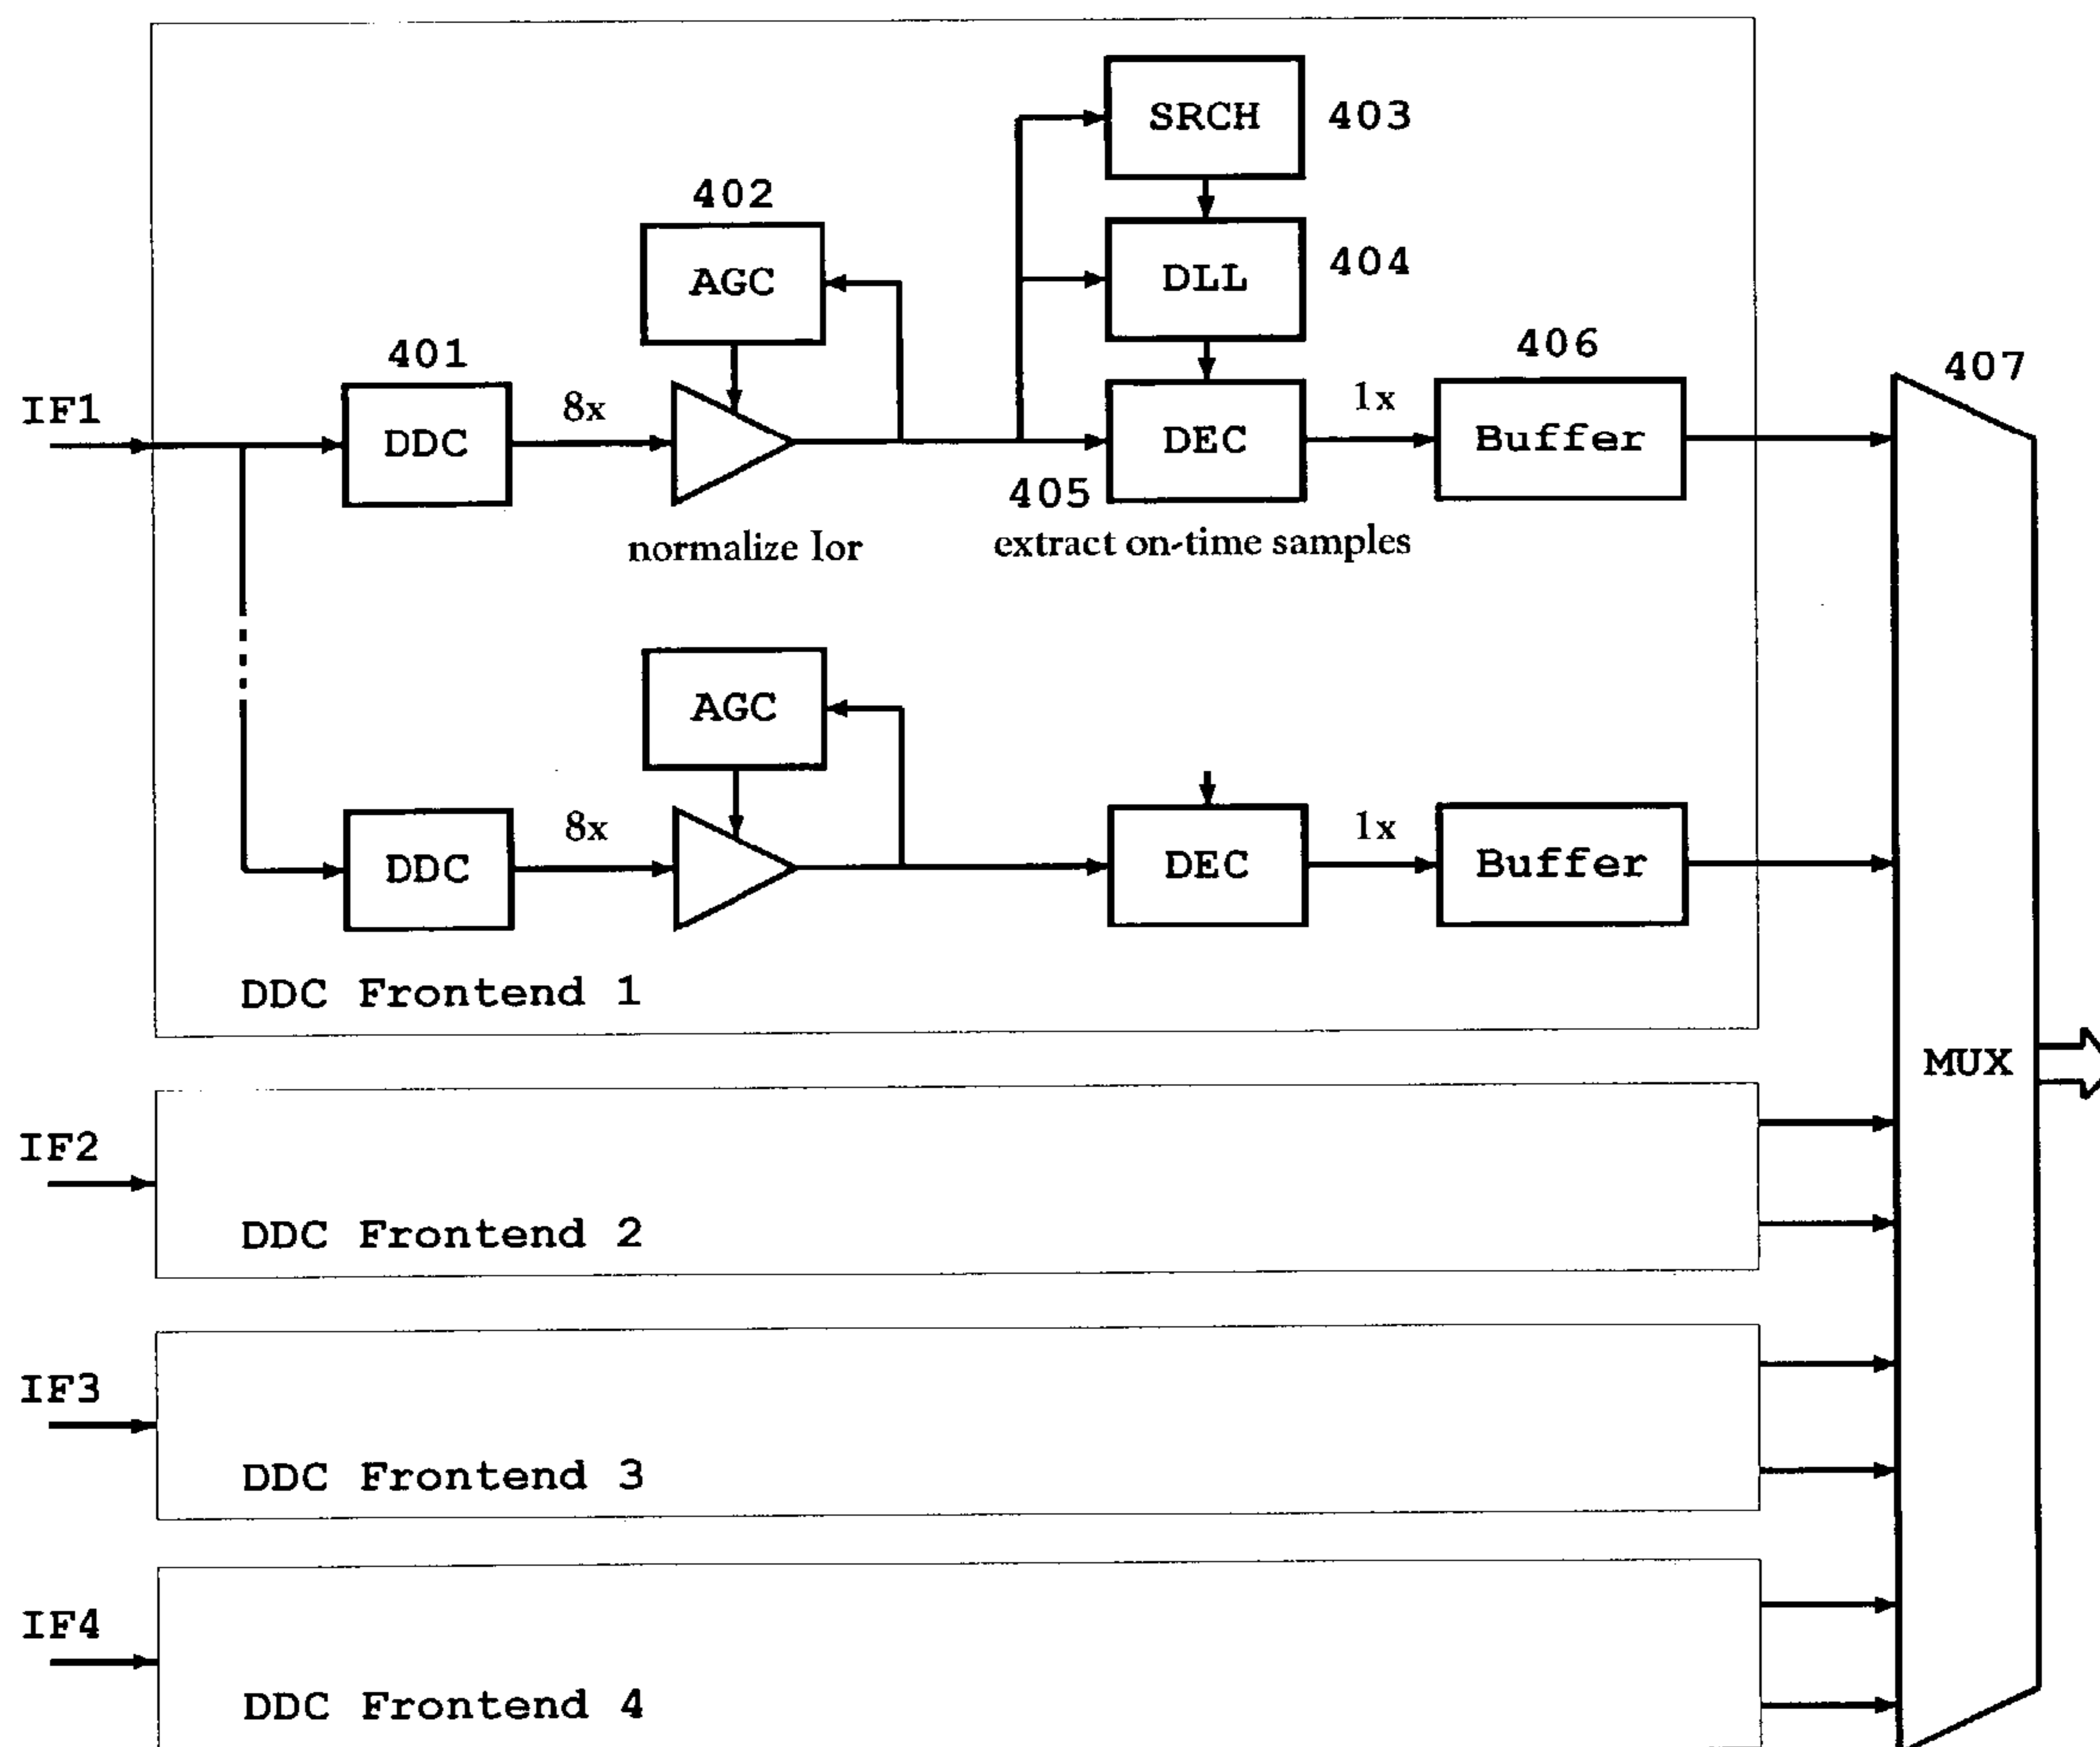 SRCH 403
402
AGC
DLL 404
401
406
407
IF1
DDC
8x
DEC
1x
Buffer
405
normalize Ior
extract on-time samples
AGC
DDC
8x
DEC
1x
Buffer
DDC Frontend 1
MUX
IF2
DDC Frontend 2
IF3
DDC Frontend 3
IF4
DDC Frontend 4